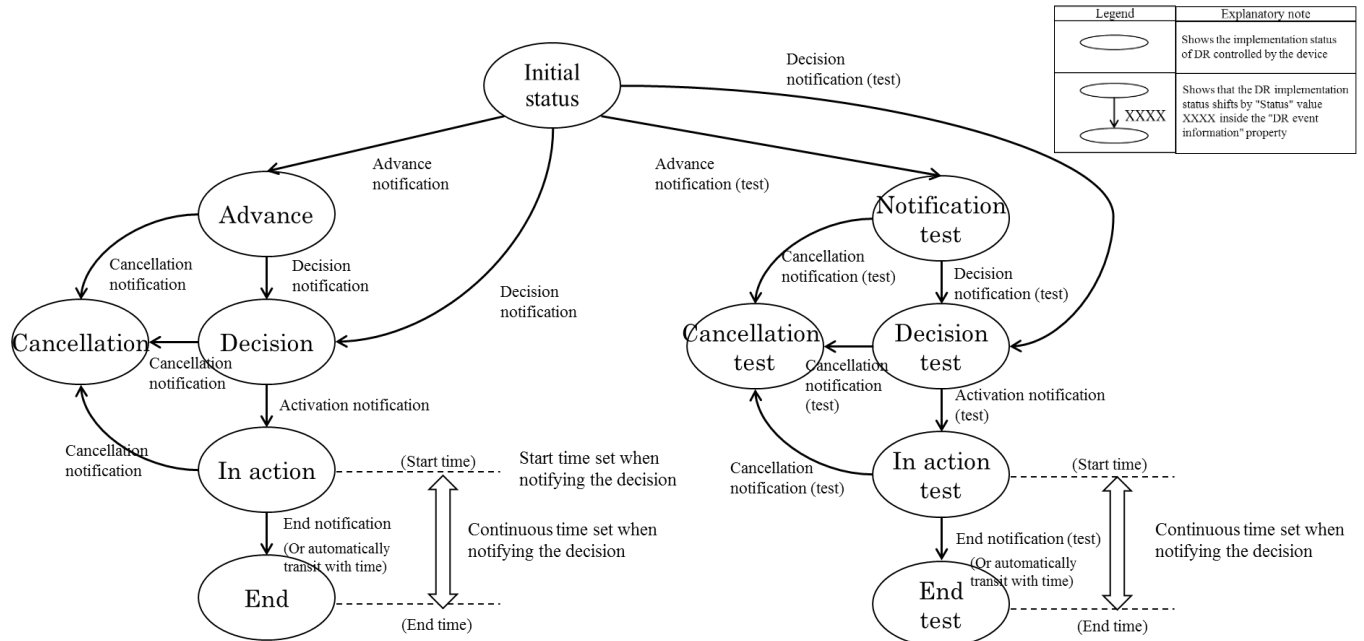 Legend
Explanatory note
Shows the implementation status
of DR controlled by the device
XXXX
Shows that the DR implementation
status shifts by "Status" value
XXXX inside the "DR event
information" property
Initial
status
Decision
notification (test)
Advance
notification
Advance
notification (test)
Advance
Notification
test
Cancellation
notification
Decision
notification
Decision
notification
Cancellation
notification (test)
Decision
notification (test)
Cancellation
Decision
Cancellation
notification
Cancellation
test
Decision
test
Cancellation
notification
(test)
Activation notification
Activation notification
(test)
Cancellation
notification
In action
(Start time)
Start time set when
notifying the decision
Cancellation
notification (test)
In action
test
(Start time)
End notification
(Or automatically
transit with time)
Continuous time set when
notifying the decision
End notification (test)
(Or automatically
transit with time)
Continuous time set when
notifying the decision
End
(End time)
End
test
(End time)